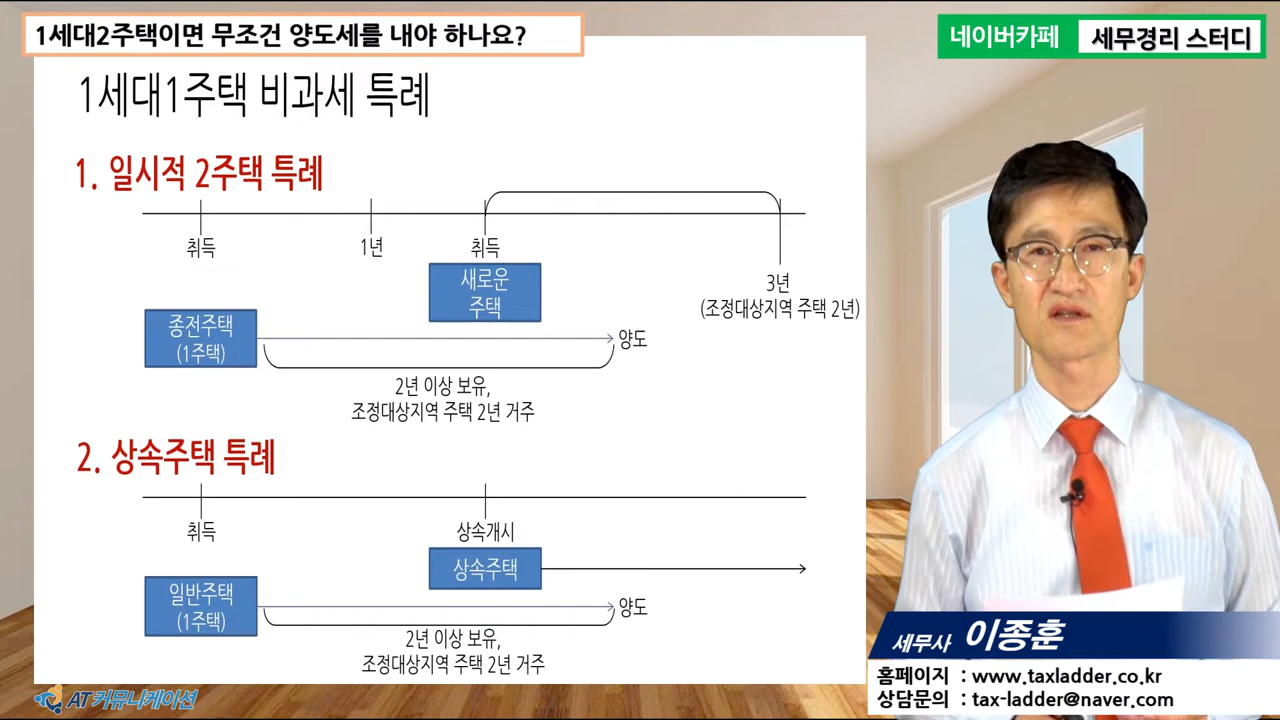 1세대2주택이면 무조건 양도세를 내야 하나요?
네이버카페 세무경리 스터디
1세대1주택 비과세 특례
1. 일시적 2주택 특례
취득
1년
취득
새로운
주택
3년
(조정대상지역 주택 2년)
종전주택
(1주택)
양도
2년 이상 보유,
조정대상지역 주택 2년 거주
2. 상속주택 특례
취득
상속개시
상속주택
일반주택
(1주택)
양도
2년 이상 보유,
조정대상지역 주택 2년 거주
세무사 이종훈
홈페이지 : www.taxladder.co.kr
상담문의 : tax-ladder@naver.com
AT커뮤니케이션